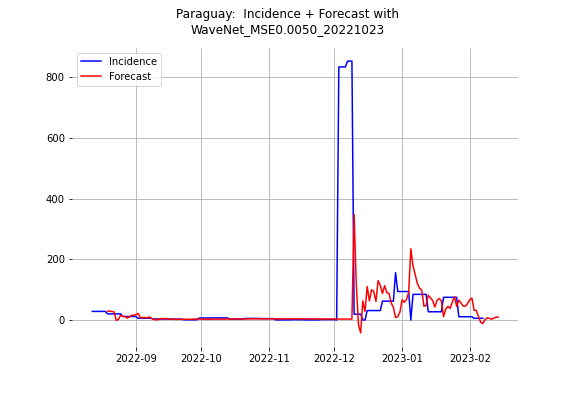 Paraguay:  Incidence + Forecast with
WaveNet_MSE0.0050_20221023
Incidence
Forecast
800
600
400
200
0
2022-09 2022-10 2022-11 2022-12 2023-01 2023-02